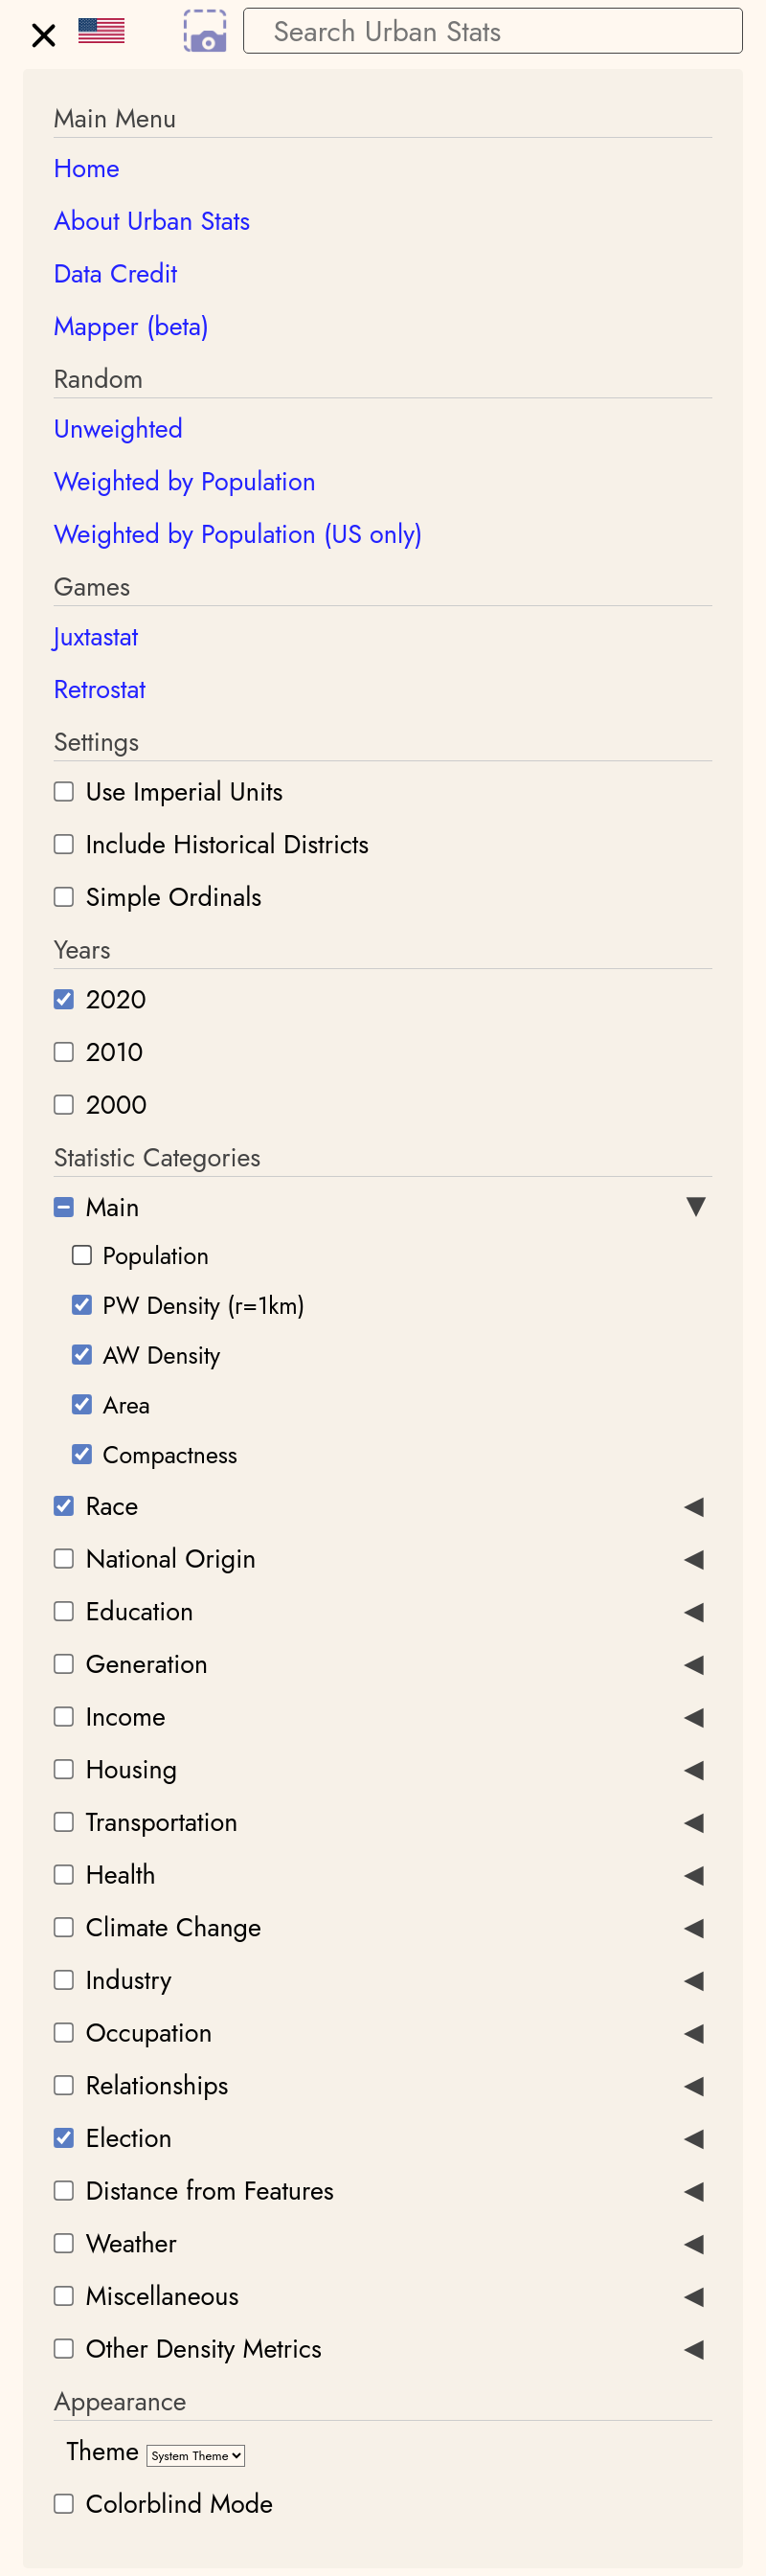 Search Urban Stats
Main Menu
Home
About Urban Stats
Data Credit
Mapper (beta)
Random
Unweighted
Weighted by Population
Weighted by Population (US only)
Games
Juxtastat
Retrostat
Settings
Use Imperial Units
Include Historical Districts
Simple Ordinals
Years
2020
2010
2000
Statistic Categories
Main
Population
PW Density (r=1km)
AW Density
Area
Compactness
Race
National Origin
Education
Generation
Income
Housing
Transportation
Health
Climate Change
Industry
Occupation
Relationships
Election
Distance from Features
Weather
Miscellaneous
Other Density Metrics
Appearance
Theme System Theme
Colorblind Mode